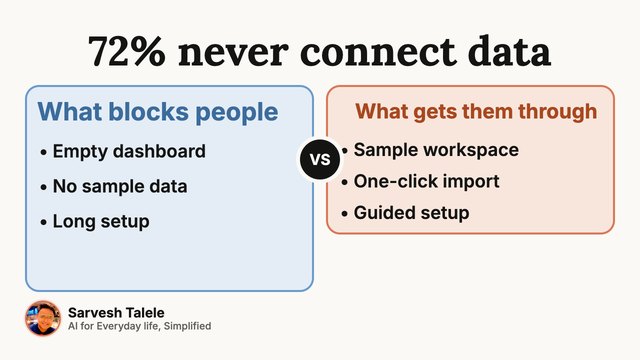 72% never connect data
What blocks people
• Empty dashboard
• No sample data
• Long setup
VS
What gets them through
• Sample workspace
• One-click import
• Guided setup
Sarvesh Talele
AI for Everyday life, Simplified